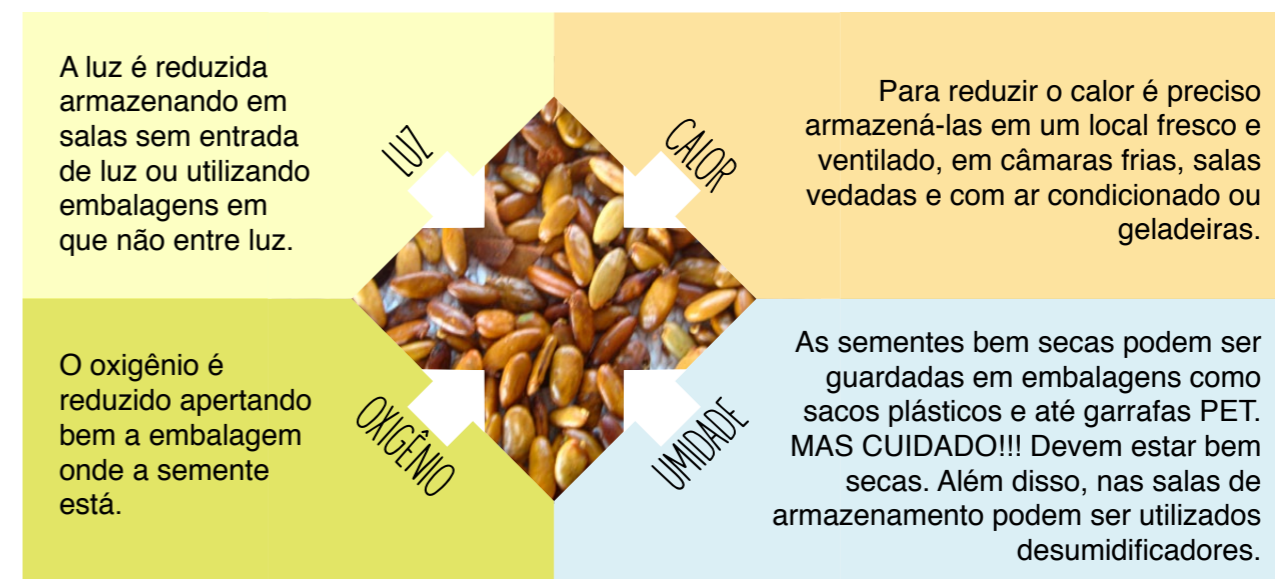 A luz é reduzida
armazenando em
salas sem entrada
de luz ou utilizando
embalagens em
que não entre luz.
LUZ
CALOR
Para reduzir o calor é preciso
armazená-las em um local fresco e
ventilado, em câmaras frias, salas
vedadas e com ar condicionado ou
geladeiras.
O oxigênio é
reduzido apertando
bem a embalagem
onde a semente
está.
OXIGÊNIO
UMIDADE
As sementes bem secas podem ser
guardadas em embalagens como
sacos plásticos e até garrafas PET.
MAS CUIDADO!!! Devem estar bem
secas. Além disso, nas salas de
armazenamento podem ser utilizados
desumidificadores.